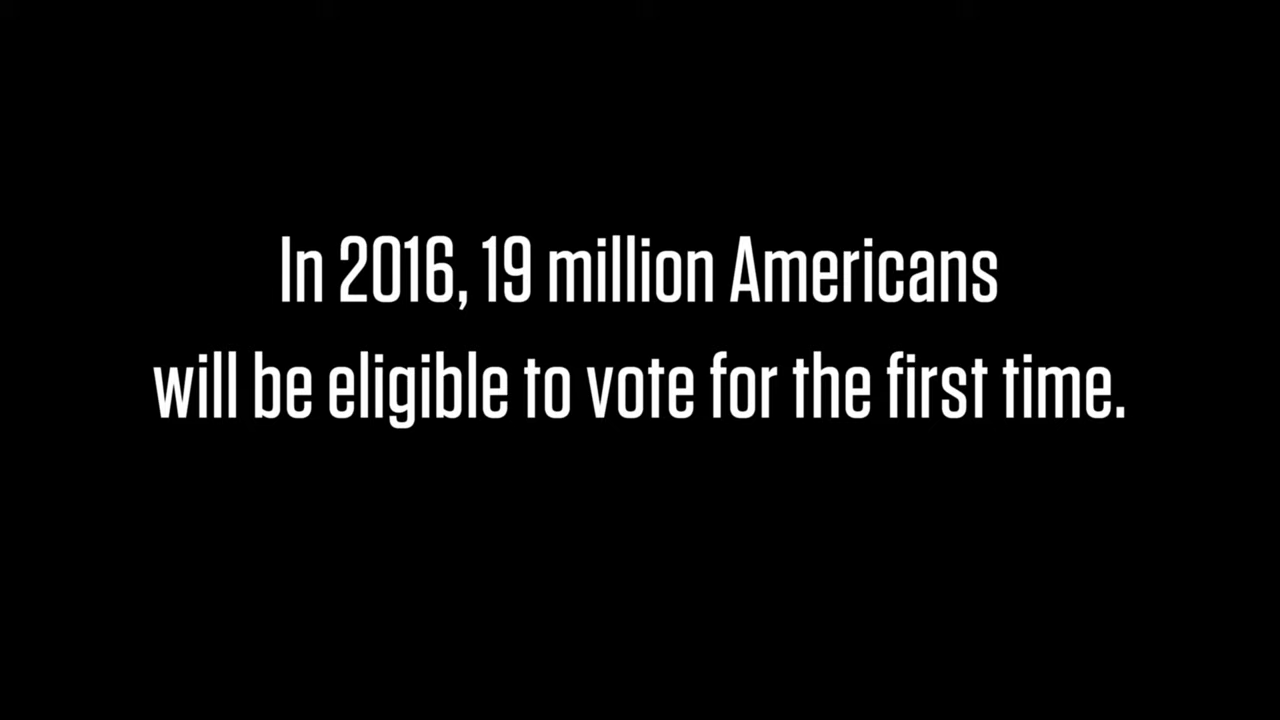 In 2016, 19 million Americans
will be eligible to vote for the first time.